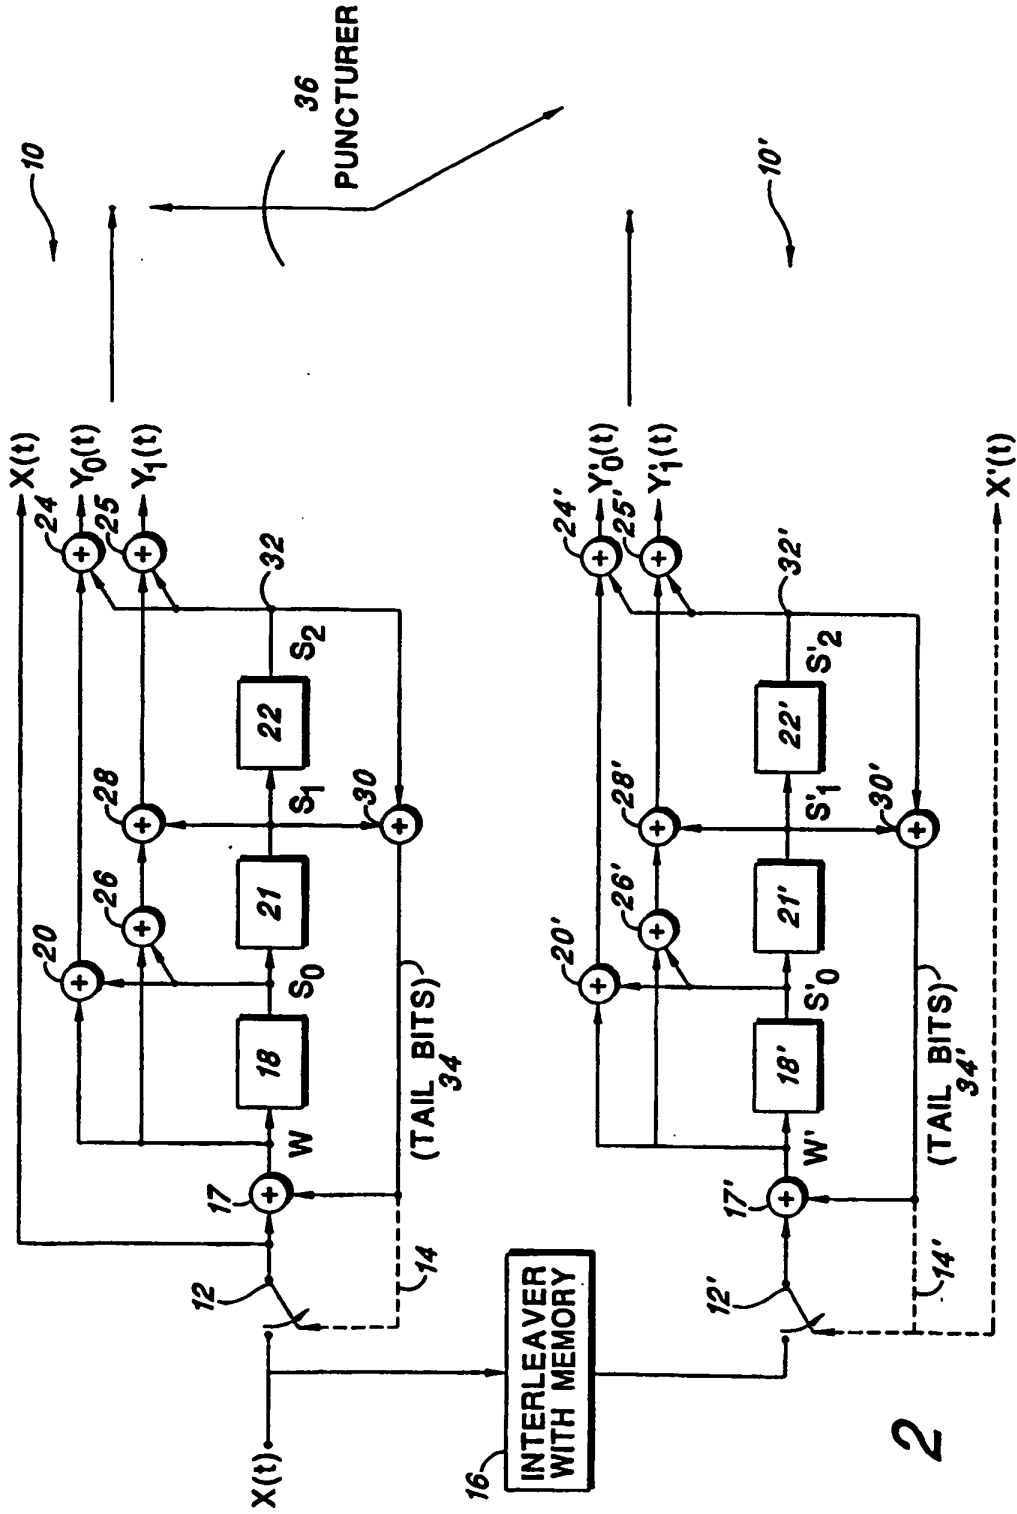 10
X(t)
24
Y0(t)
25
Y1(t)
20
26
28
32
36
PUNCTURER
X(t)
12
17
W
18
S0
21
S1
22
S2
30
14
(TAIL BITS)
34
16
INTERLEAVER
WITH MEMORY
10'
24'
Y'0(t)
25'
Y'1(t)
20'
26'
28'
32'
12'
17'
W'
18'
S'0
21'
S'1
22'
S'2
30'
14'
(TAIL BITS)
34'
X'(t)
2